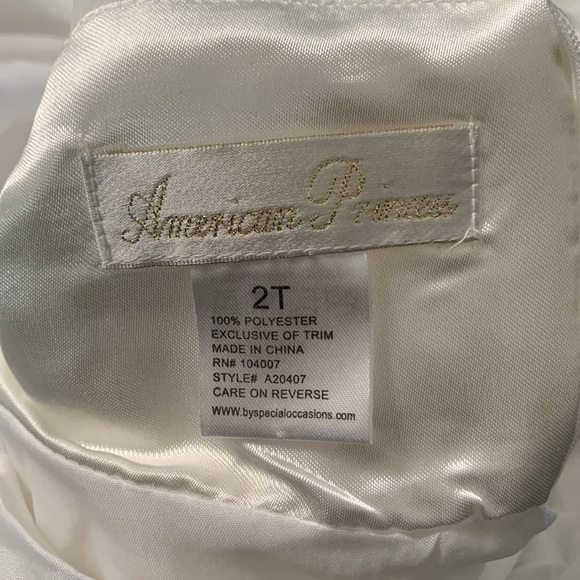 American Princess
2T
100% POLYESTER
EXCLUSIVE OF TRIM
MADE IN CHINA
RN# 104007
STYLE# A20407
CARE ON REVERSE
www.byspecialoccasions.com